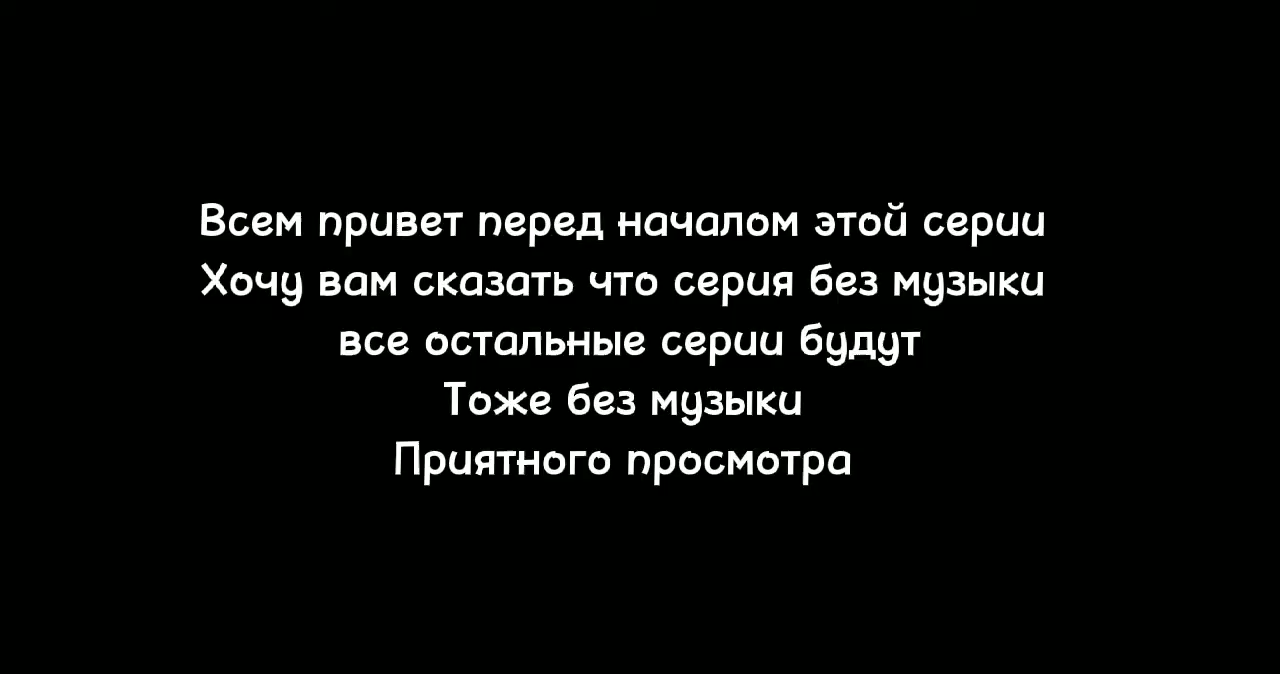 Всем привет перед началом этой серии
Хочу вам сказать что серия без музыки
все остальные серии будут
Тоже без музыки
Приятного просмотра